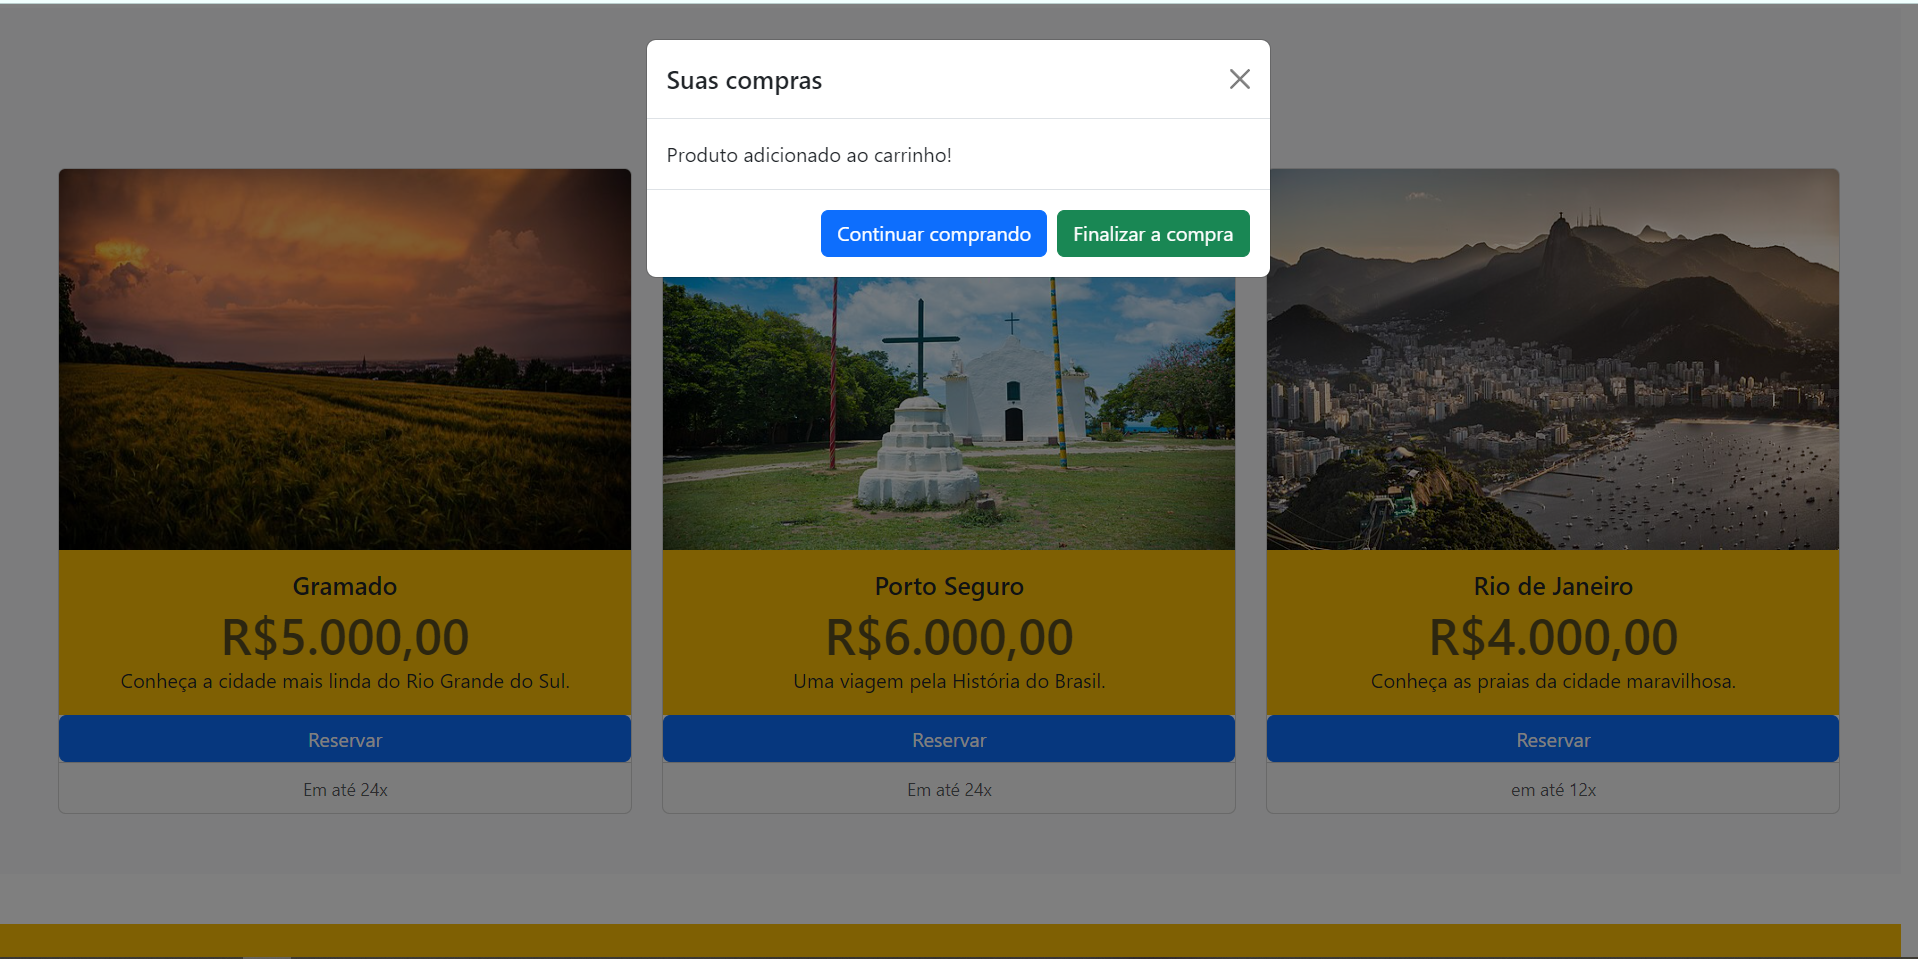 Suas compras
Produto adicionado ao carrinho!
Continuar comprando
Finalizar a compra
Gramado
R$5.000,00
Conheça a cidade mais linda do Rio Grande do Sul.
Reservar
Em até 24x
Porto Seguro
R$6.000,00
Uma viagem pela História do Brasil.
Reservar
Em até 24x
Rio de Janeiro
R$4.000,00
Conheça as praias da cidade maravilhosa.
Reservar
em até 12x